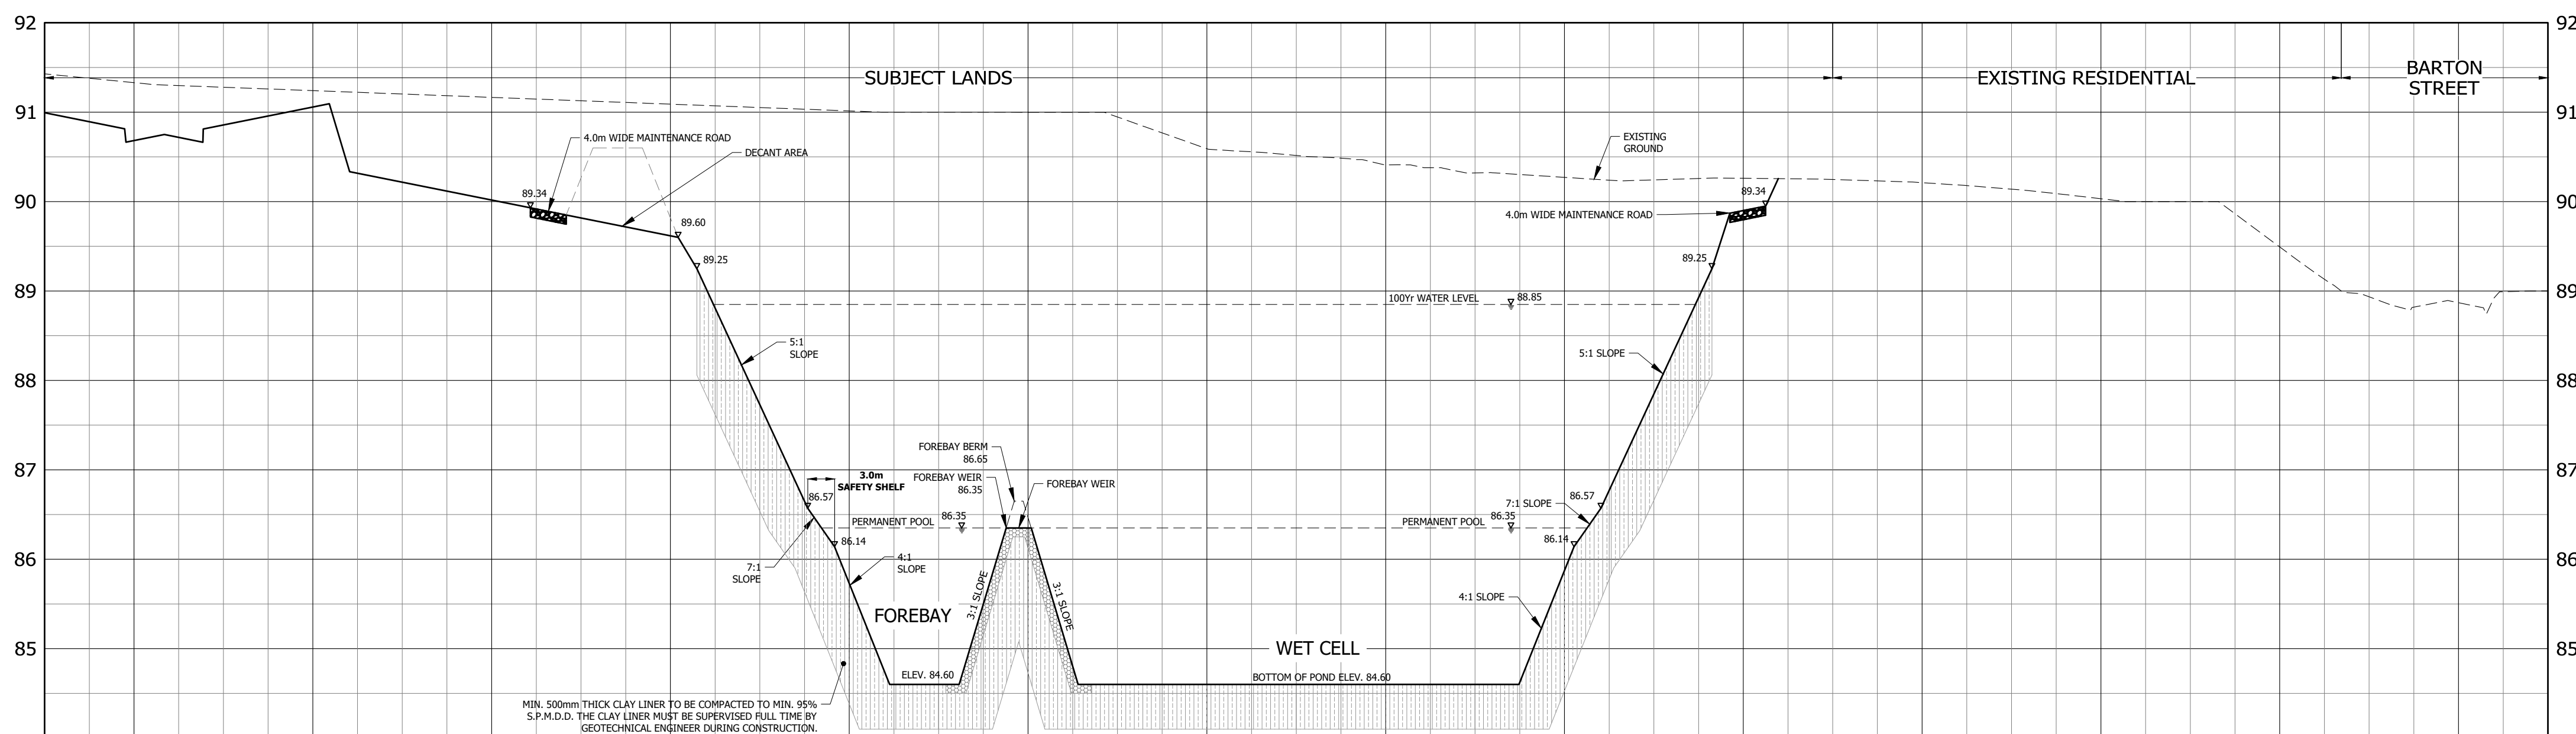 92
92
SUBJECT LANDS
EXISTING RESIDENTIAL
BARTON
STREET
91
91
4.0m WIDE MAINTENANCE ROAD
DECANT AREA
EXISTING
GROUND
89.34
89.34
90
90
89.60
4.0m WIDE MAINTENANCE ROAD
89.25
89.25
89
89
100Yr WATER LEVEL
88.85
5:1
SLOPE
5:1 SLOPE
88
88
FOREBAY BERM
86.65
87
87
3.0m
SAFETY SHELF
FOREBAY WEIR
86.35
FOREBAY WEIR
86.57
86.57
7:1 SLOPE
PERMANENT POOL
86.35
PERMANENT POOL
86.35
86.14
86.14
86
86
7:1
SLOPE
4:1
SLOPE
3:1 SLOPE
3:1 SLOPE
4:1 SLOPE
FOREBAY
85
85
WET CELL
ELEV. 84.60
BOTTOM OF POND ELEV. 84.60
MIN. 500mm THICK CLAY LINER TO BE COMPACTED TO MIN. 95%
S.P.M.D.D. THE CLAY LINER MUST BE SUPERVISED FULL TIME BY
GEOTECHNICAL ENGINEER DURING CONSTRUCTION.